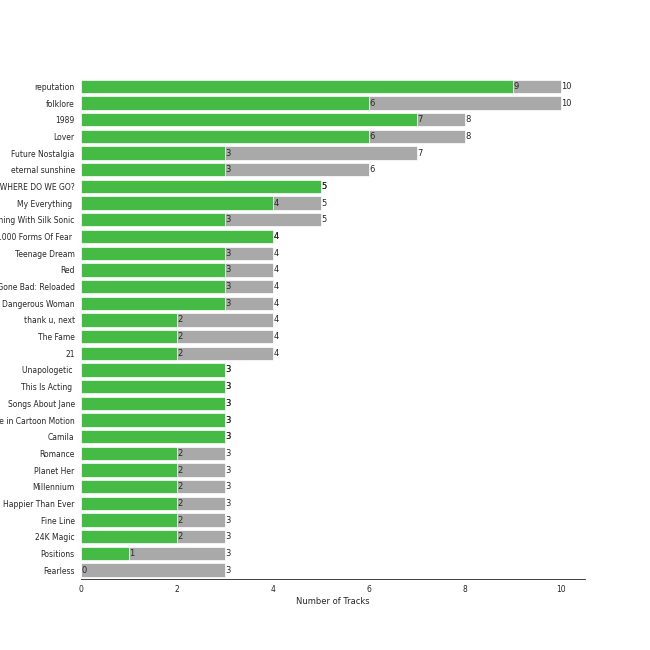 reputation 9 10
folklore 6 10
1989 7 8
Lover 6 8
Future Nostalgia 3 7
eternal sunshine 3 6
WHERE DO WE GO? 5
My Everything 4 5
ning With Silk Sonic 3 5
000 Forms Of Fear 4
Teenage Dream 3 4
Red 3 4
Gone Bad: Reloaded 3 4
Dangerous Woman 3 4
thank u, next 2 4
The Fame 2 4
21 2 4
Unapologetic 3
This Is Acting 3
Songs About Jane 3
e in Cartoon Motion 3
Camila 3
Romance 2 3
Planet Her 2 3
Millennium 2 3
Happier Than Ever 2 3
Fine Line 2 3
24K Magic 2 3
Positions 1 3
Fearless 0 3
0 2 4 6 8 10
Number of Tracks